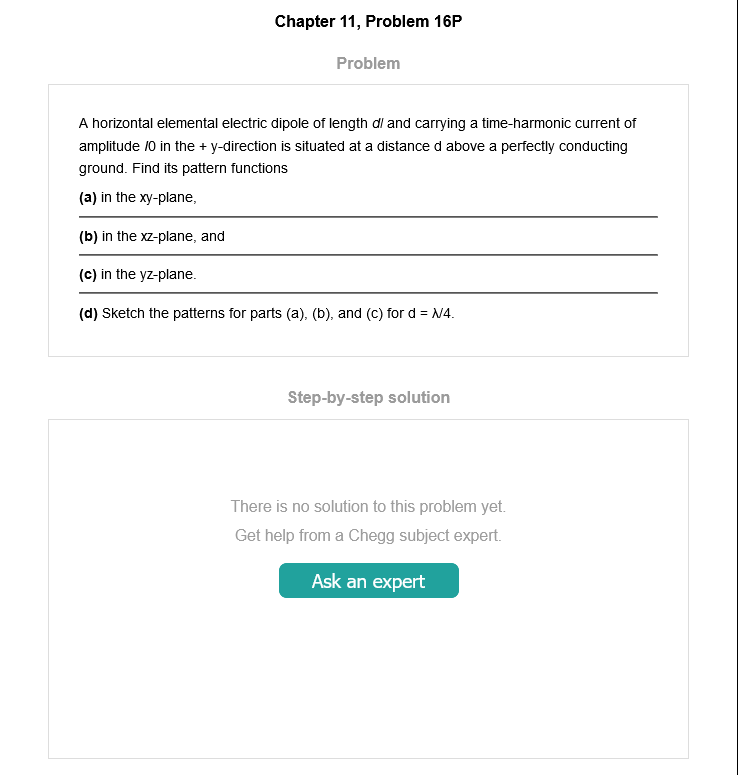 Chapter 11, Problem 16P
Problem
A horizontal elemental electric dipole of length dl and carrying a time-harmonic current of
amplitude I0 in the + y-direction is situated at a distance d above a perfectly conducting
ground. Find its pattern functions
(a) in the xy-plane,
(b) in the xz-plane, and
(c) in the yz-plane.
(d) Sketch the patterns for parts (a), (b), and (c) for d = λ/4.
Step-by-step solution
There is no solution to this problem yet.
Get help from a Chegg subject expert.
Ask an expert